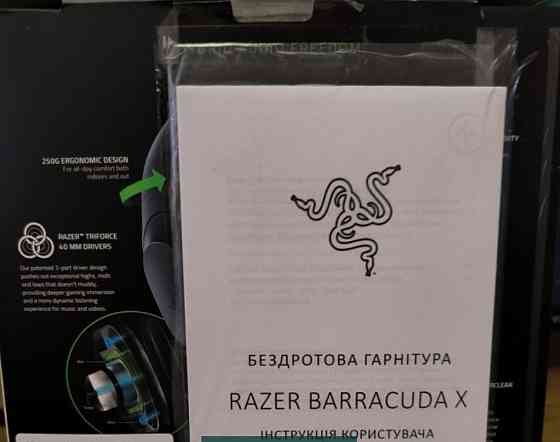 250G ERGONOMIC DESIGN
For all-day comfort both
indoors and out
RAZER™ TRIFORCE
40 MM DRIVERS
Our patented 3-part driver design
pushes out exceptional highs, mids
and lows that doesn't muddy,
providing deeper gaming immersion
and a more dynamic listening
experience for music and videos.
FREEDOM
БЕЗДРОТОВА ГАРНІТУРА
RAZER BARRACUDA X
ІНСТРУКЦІЯ КОРИСТУВАЧА